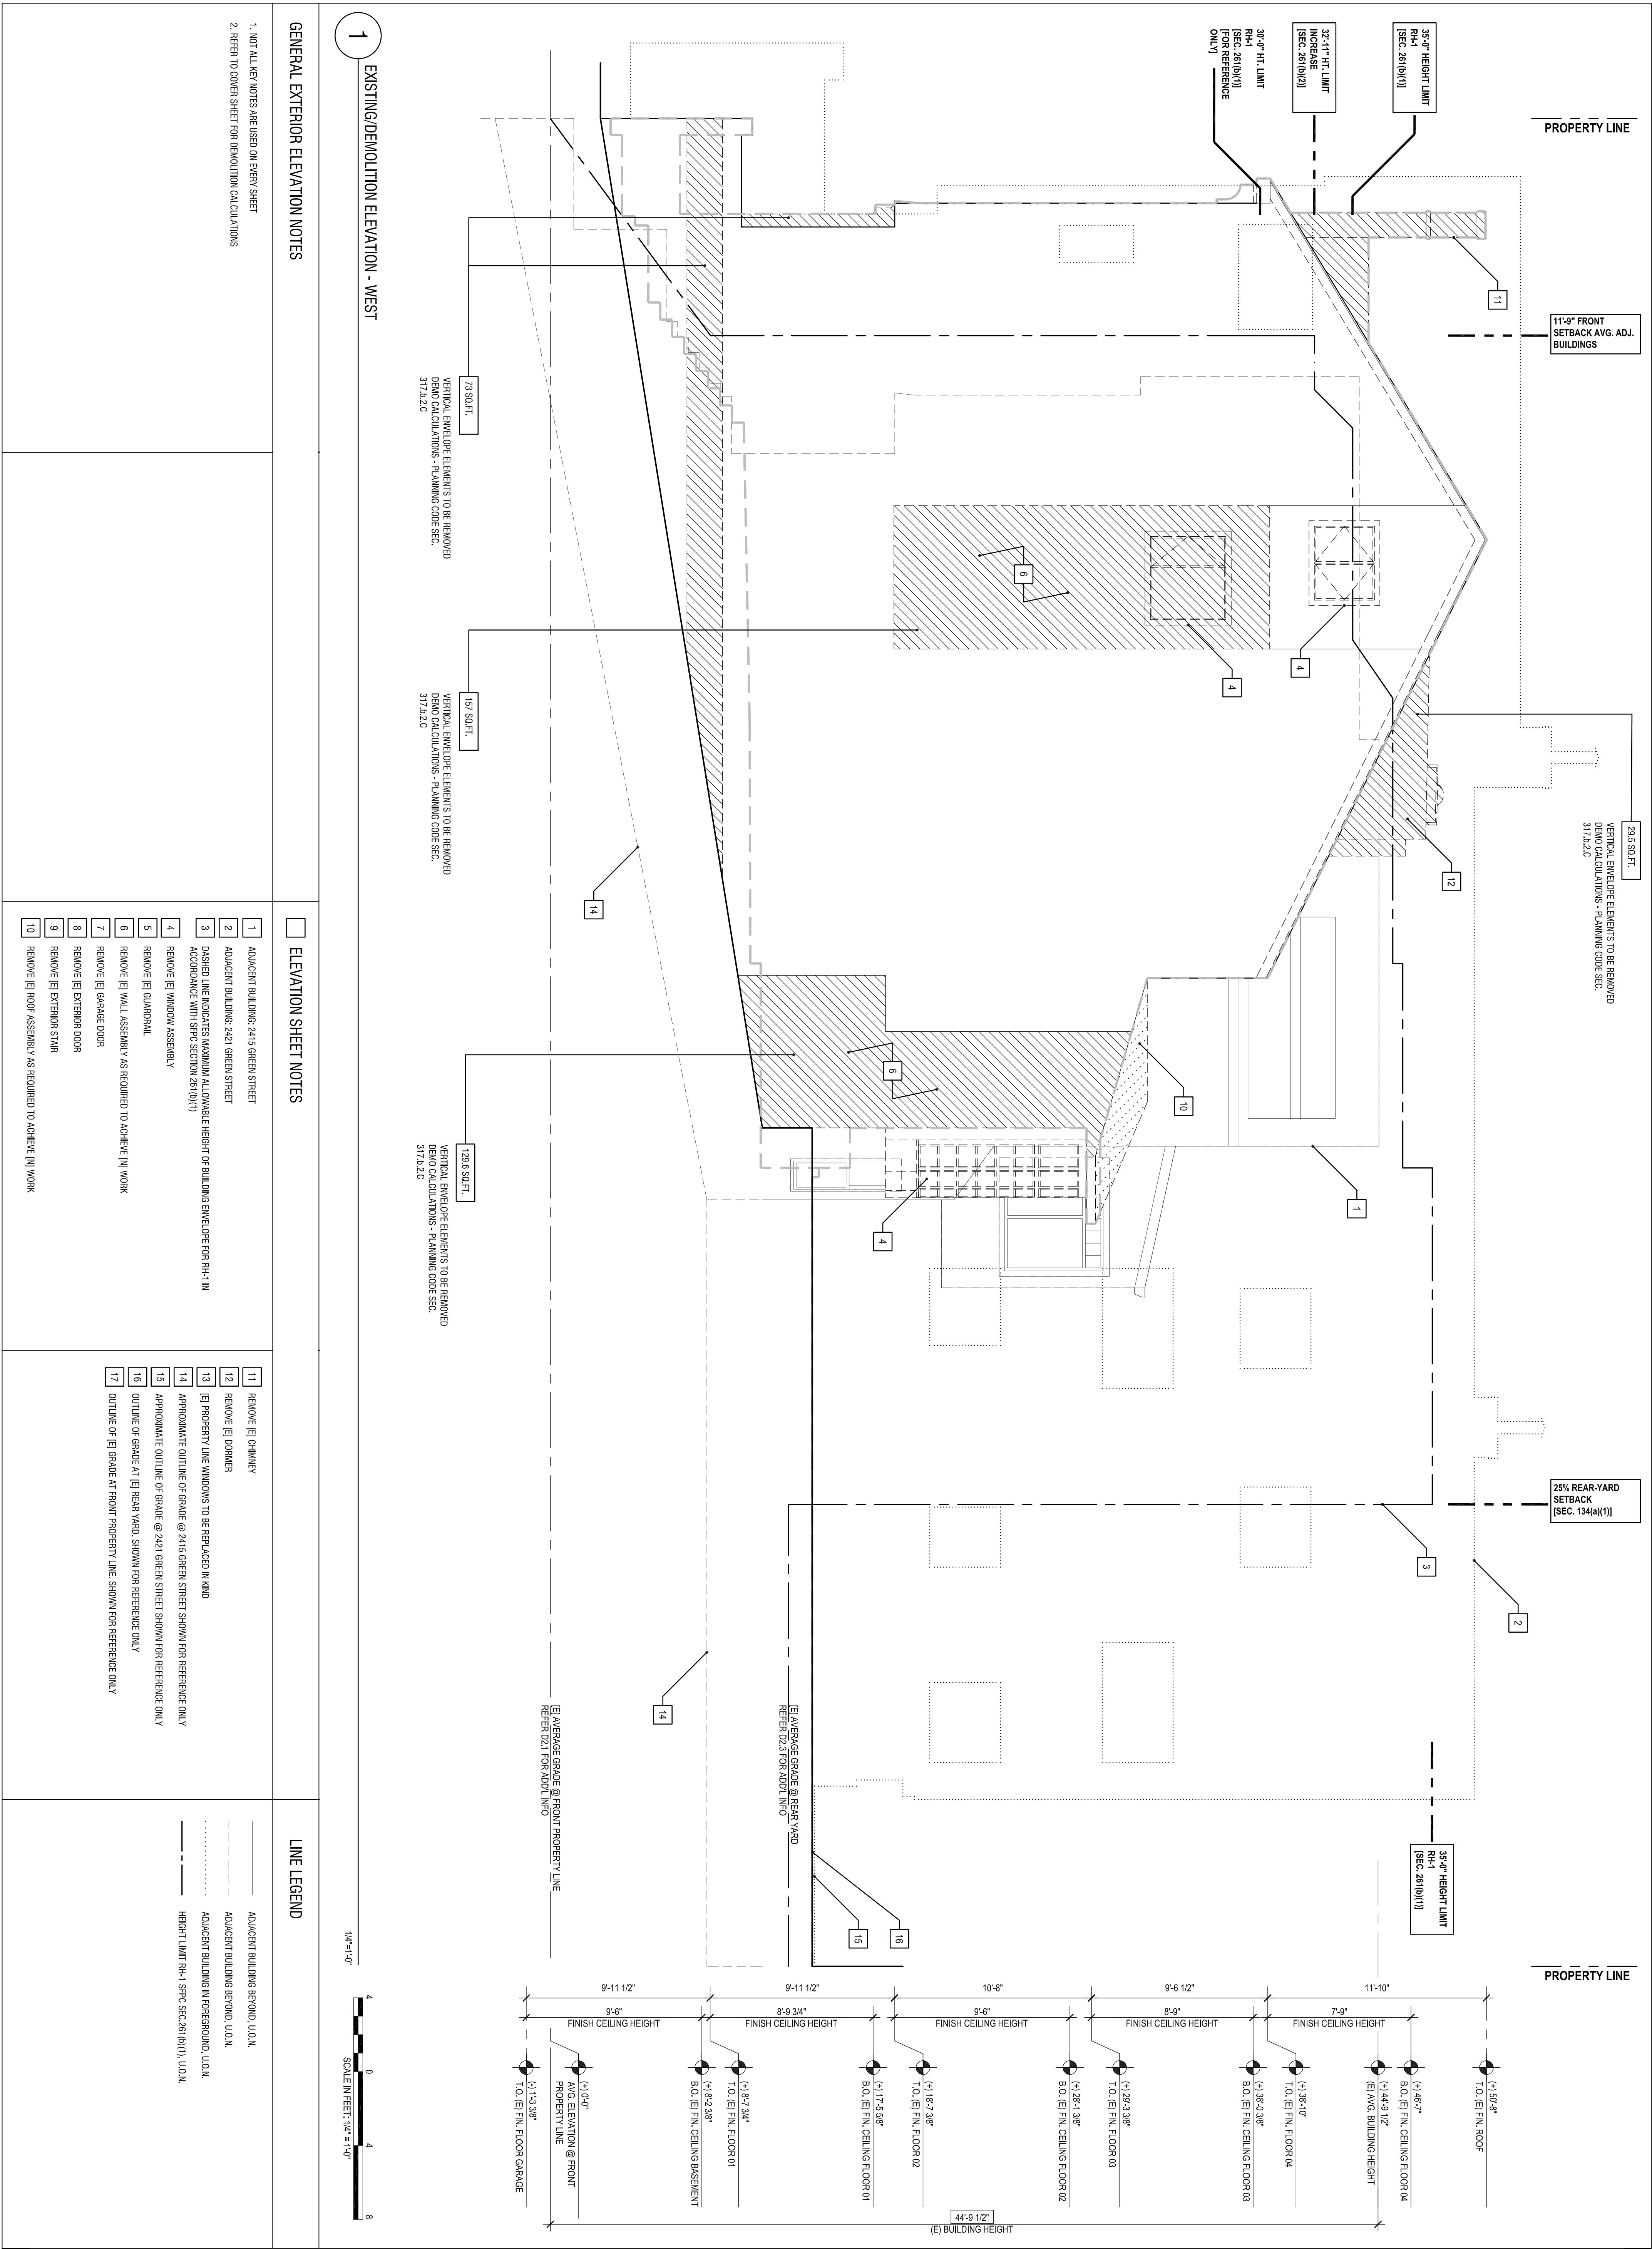 PROPERTY LINE
35'-0" HEIGHT LIMIT
RH-1
[SEC. 261(b)(1)]
32'-11" HT. LIMIT
INCREASE
[SEC. 261(b)(2)]
30'-0" HT. LIMIT
RH-1
[SEC. 261(b)(1)]
[FOR REFERENCE
ONLY]
11'-9" FRONT
SETBACK AVG. ADJ.
BUILDINGS
11
29.5 SQ.FT.
VERTICAL ENVELOPE ELEMENTS TO BE REMOVED
DEMO CALCULATIONS - PLANNING CODE SEC.
317.b.2.C
12
4
4
6
6
10
1
4
14
25% REAR-YARD
SETBACK
[SEC. 134(a)(1)]
3
2
14
15
16
35'-0" HEIGHT LIMIT
RH-1
[SEC. 261(b)(1)]
PROPERTY LINE
73 SQ.FT.
VERTICAL ENVELOPE ELEMENTS TO BE REMOVED
DEMO CALCULATIONS - PLANNING CODE SEC.
317.b.2.C
157 SQ.FT.
VERTICAL ENVELOPE ELEMENTS TO BE REMOVED
DEMO CALCULATIONS - PLANNING CODE SEC.
317.b.2.C
129.6 SQ.FT.
VERTICAL ENVELOPE ELEMENTS TO BE REMOVED
DEMO CALCULATIONS - PLANNING CODE SEC.
317.b.2.C
[E] AVERAGE GRADE @ REAR YARD
REFER D2.3 FOR ADD'L INFO
[E] AVERAGE GRADE @ FRONT PROPERTY LINE
REFER D2.1 FOR ADD'L INFO
11'-10"
9'-6 1/2"
10'-8"
9'-11 1/2"
9'-11 1/2"
7'-9"
FINISH CEILING HEIGHT
8'-9"
FINISH CEILING HEIGHT
9'-6"
FINISH CEILING HEIGHT
8'-9 3/4"
FINISH CEILING HEIGHT
9'-6"
FINISH CEILING HEIGHT
(+) 50'-8"
T.O. (E) FIN. ROOF
(+) 46'-7"
B.O. (E) FIN. CEILING FLOOR 04
(+) 44'-9 1/2"
(E) AVG. BUILDING HEIGHT
(+) 38'-10"
T.O. (E) FIN. FLOOR 04
(+) 38'-0 3/8"
B.O. (E) FIN. CEILING FLOOR 03
(+) 29'-3 3/8"
T.O. (E) FIN. FLOOR 03
(+) 28'-1 3/8"
B.O. (E) FIN. CEILING FLOOR 02
(+) 18'-7 3/8"
T.O. (E) FIN. FLOOR 02
(+) 17'-5 5/8"
B.O. (E) FIN. CEILING FLOOR 01
(+) 8'-7 3/4"
T.O. (E) FIN. FLOOR 01
(+) 8'-2 3/8"
B.O. (E) FIN. CEILING BASEMENT
(+) 0'-0"
AVG. ELEVATION @ FRONT
PROPERTY LINE
(-) 1'-3 3/8"
T.O. (E) FIN. FLOOR GARAGE
44'-9 1/2"
(E) BUILDING HEIGHT
1
EXISTING/DEMOLITION ELEVATION - WEST
1/4"=1'-0"
4 0 4 8
SCALE IN FEET: 1/4" = 1'-0"
GENERAL EXTERIOR ELEVATION NOTES
1. NOT ALL KEY NOTES ARE USED ON EVERY SHEET
2. REFER TO COVER SHEET FOR DEMOLITION CALCULATIONS
ELEVATION SHEET NOTES
1 ADJACENT BUILDING: 2415 GREEN STREET
2 ADJACENT BUILDING: 2421 GREEN STREET
3 DASHED LINE INDICATES MAXIMUM ALLOWABLE HEIGHT OF BUILDING ENVELOPE FOR RH-1 IN
ACCORDANCE WITH SFPC SECTION 261(b)(1)
4 REMOVE [E] WINDOW ASSEMBLY
5 REMOVE [E] GUARDRAIL
6 REMOVE [E] WALL ASSEMBLY AS REQUIRED TO ACHIEVE [N] WORK
7 REMOVE [E] GARAGE DOOR
8 REMOVE [E] EXTERIOR DOOR
9 REMOVE [E] EXTERIOR STAIR
10 REMOVE [E] ROOF ASSEMBLY AS REQUIRED TO ACHIEVE [N] WORK
11 REMOVE [E] CHIMNEY
12 REMOVE [E] DORMER
13 [E] PROPERTY LINE WINDOWS TO BE REPLACED IN KIND
14 APPROXIMATE OUTLINE OF GRADE @ 2415 GREEN STREET SHOWN FOR REFERENCE ONLY
15 APPROXIMATE OUTLINE OF GRADE @ 2421 GREEN STREET SHOWN FOR REFERENCE ONLY
16 OUTLINE OF GRADE AT [E] REAR YARD. SHOWN FOR REFERENCE ONLY
17 OUTLINE OF [E] GRADE AT FRONT PROPERTY LINE. SHOWN FOR REFERENCE ONLY
LINE LEGEND
ADJACENT BUILDING BEYOND, U.O.N.
ADJACENT BUILDING BEYOND, U.O.N.
ADJACENT BUILDING IN FOREGROUND, U.O.N.
HEIGHT LIMIT RH-1 SFPC SEC.261(b)(1), U.O.N.